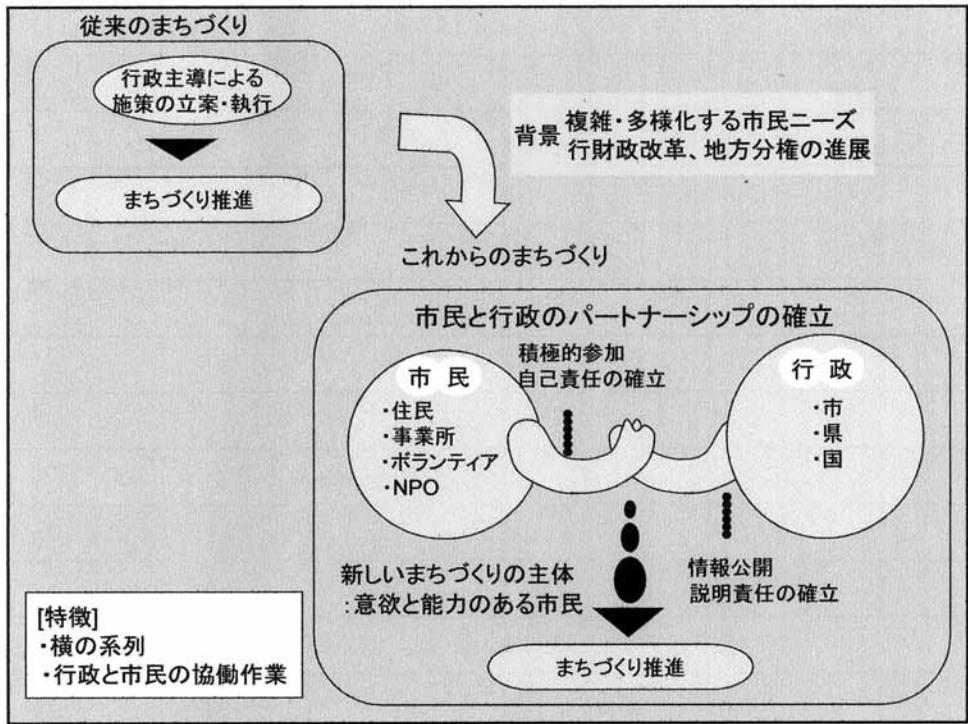 従来のまちづくり
行政主導による
施策の立案・執行
まちづくり推進
背景
複雑・多様化する市民ニーズ
行財政改革、地方分権の進展
これからのまちづくり
市民と行政のパートナーシップの確立
積極的参加
自己責任の確立
市 民
・住民
・事業所
・ボランティア
・NPO
行 政
・市
・県
・国
新しいまちづくりの主体
:意欲と能力のある市民
情報公開
説明責任の確立
まちづくり推進
[特徴]
・横の系列
・行政と市民の協働作業